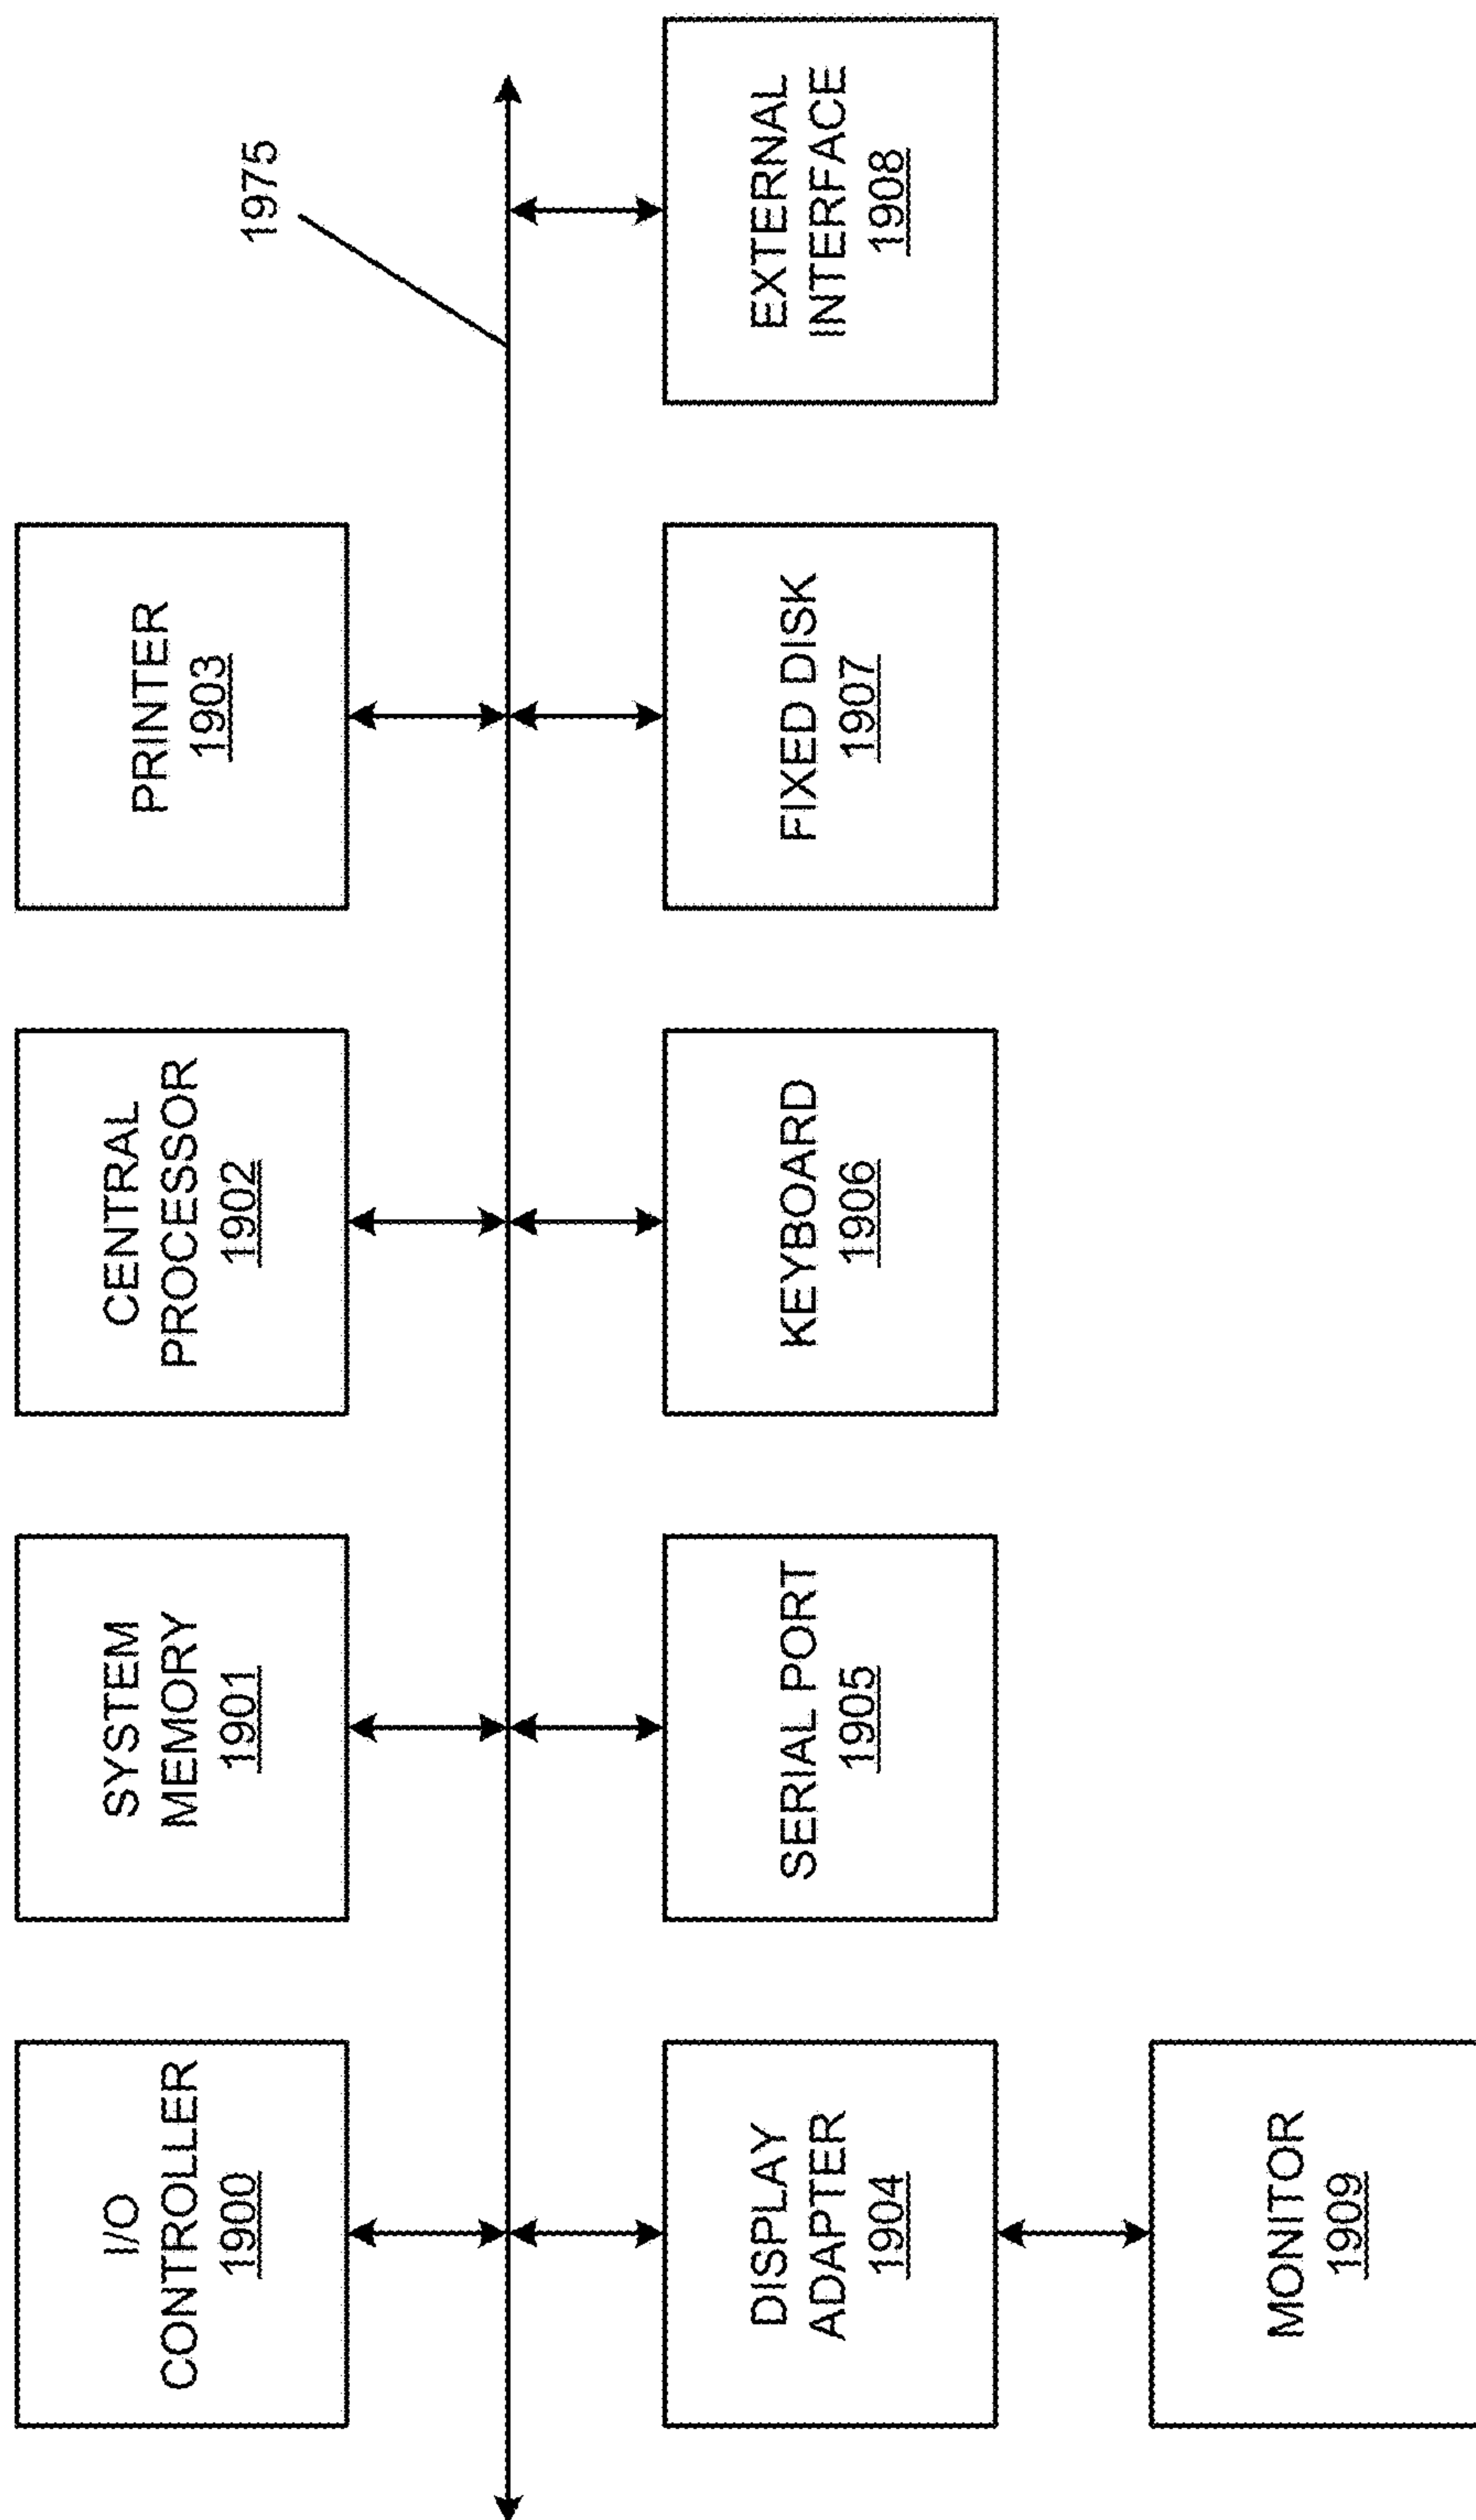 I/O
CONTROLLER
1900
SYSTEM
MEMORY
1901
CENTRAL
PROCESSOR
1902
PRINTER
1903
1975
DISPLAY
ADAPTER
1904
SERIAL PORT
1905
KEYBOARD
1906
FIXED DISK
1907
EXTERNAL
INTERFACE
1908
MONITOR
1909